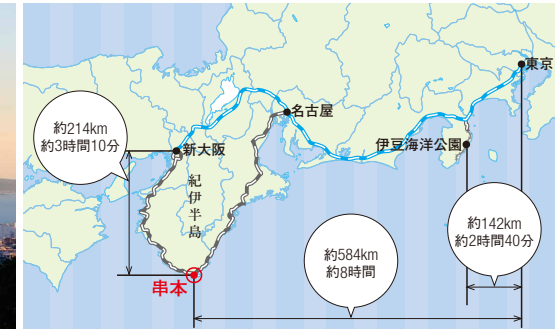 東京
名古屋
約214km
約3時間10分
新大阪
伊豆海洋公園
紀伊半島
約142km
約2時間40分
約584km
約8時間
串本